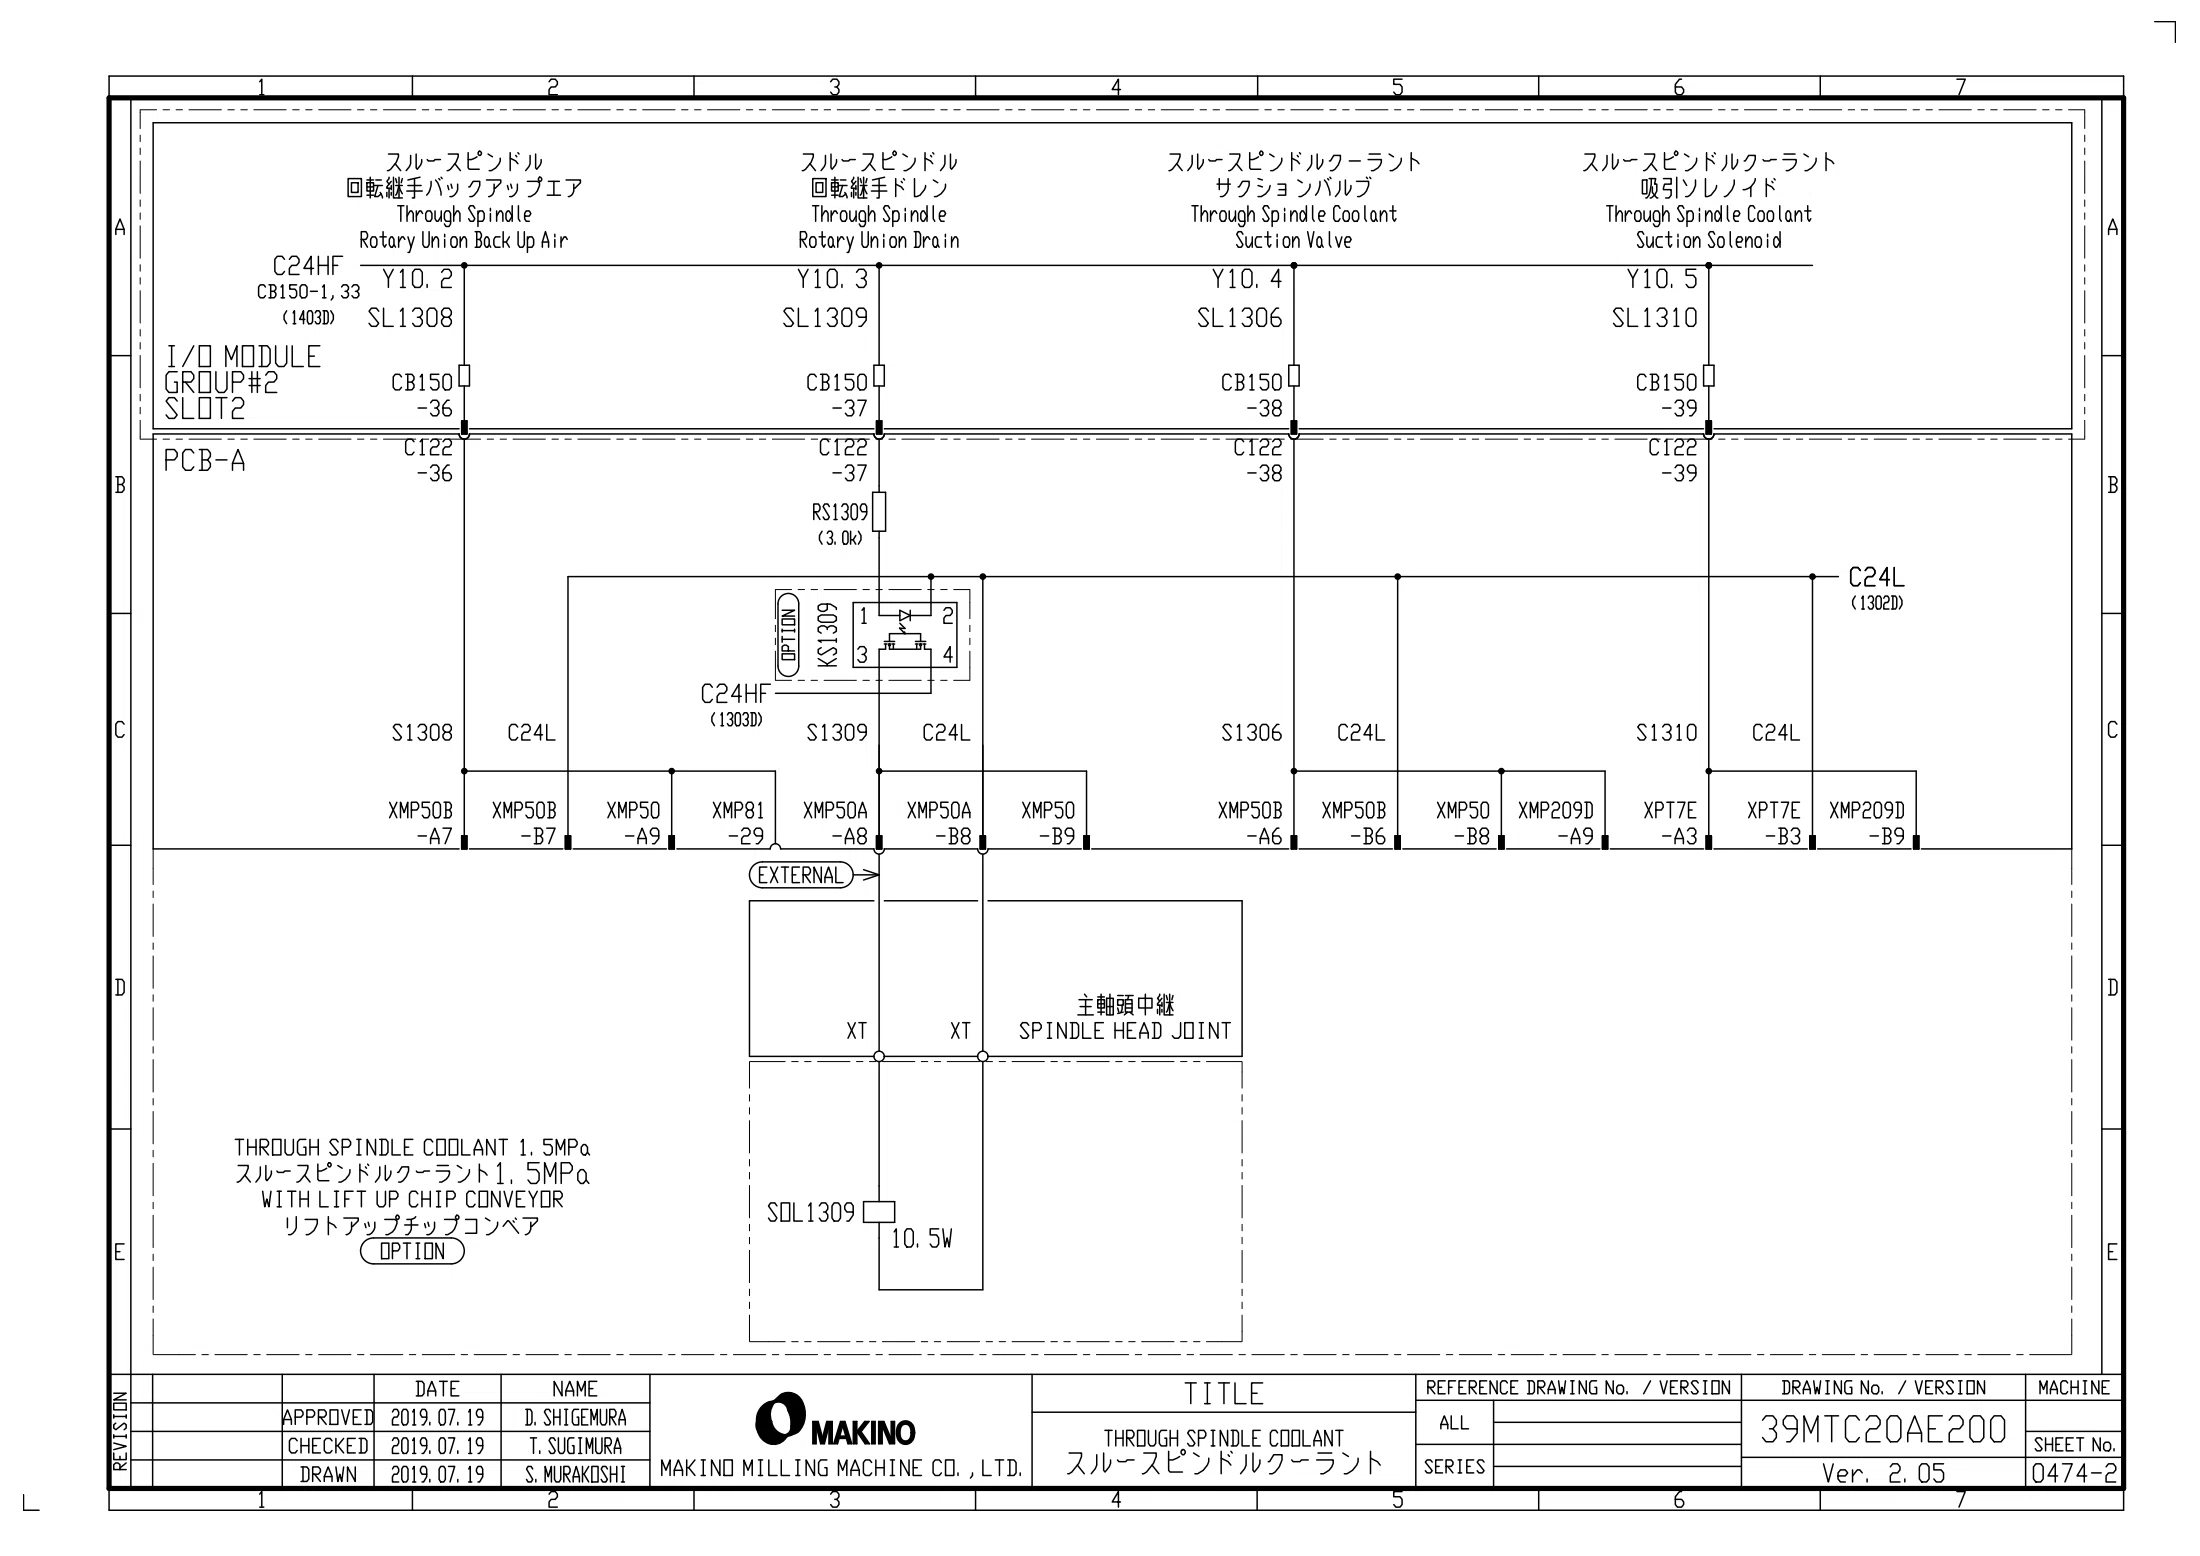 1 2 3 4 5 6 7
A
B
C
D
E
A
B
C
D
E
スルースピンドル
回転継手バックアップエア
Through Spindle
Rotary Union Back Up Air
スルースピンドル
回転継手ドレン
Through Spindle
Rotary Union Drain
スルースピンドルクーラント
サクションバルブ
Through Spindle Coolant
Suction Valve
スルースピンドルクーラント
吸引ソレノイド
Through Spindle Coolant
Suction Solenoid
C24HF
CB150-1,33
(1403D)
Y10.2
SL1308
Y10.3
SL1309
Y10.4
SL1306
Y10.5
SL1310
I/O MODULE
GROUP#2
SLOT2
CB150
-36
CB150
-37
CB150
-38
CB150
-39
PCB-A
C122
-36
C122
-37
C122
-38
C122
-39
RS1309
(3.0k)
C24L
(1302D)
OPTION
KS1309
1 2
3 4
C24HF
(1303D)
S1308 C24L S1309 C24L S1306 C24L S1310 C24L
XMP50B
-A7
XMP50B
-B7
XMP50
-A9
XMP81
-29
XMP50A
-A8
XMP50A
-B8
XMP50
-B9
XMP50B
-A6
XMP50B
-B6
XMP50
-B8
XMP209D
-A9
XPT7E
-A3
XPT7E
-B3
XMP209D
-B9
EXTERNAL
主軸頭中継
XT XT SPINDLE HEAD JOINT
THROUGH SPINDLE COOLANT 1.5MPa
スルースピンドルクーラント1.5MPa
WITH LIFT UP CHIP CONVEYOR
リフトアップチップコンベア
OPTION
SOL1309
10.5W
REVISION
DATE NAME
APPROVED 2019.07.19 D. SHIGEMURA
CHECKED 2019.07.19 T. SUGIMURA
DRAWN 2019.07.19 S. MURAKOSHI
MAKINO
MAKINO MILLING MACHINE CO.,LTD.
TITLE
THROUGH SPINDLE COOLANT
スルースピンドルクーラント
REFERENCE DRAWING No. / VERSION
ALL
SERIES
DRAWING No. / VERSION
39MTC20AE200
Ver. 2.05
MACHINE
SHEET No.
0474-2
1 2 3 4 5 6 7